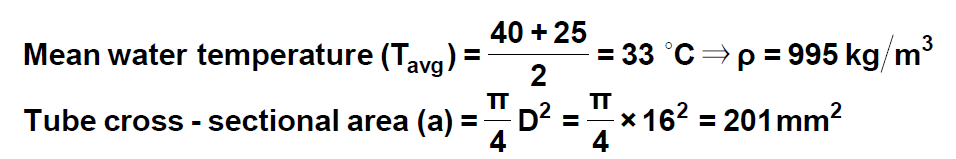 Mean water temperature (T_avg) = (40 + 25)/2 = 33 °C ⇒ ρ = 995 kg/m³
Tube cross - sectional area (a) = π/4 D² = π/4 × 16² = 201 mm²